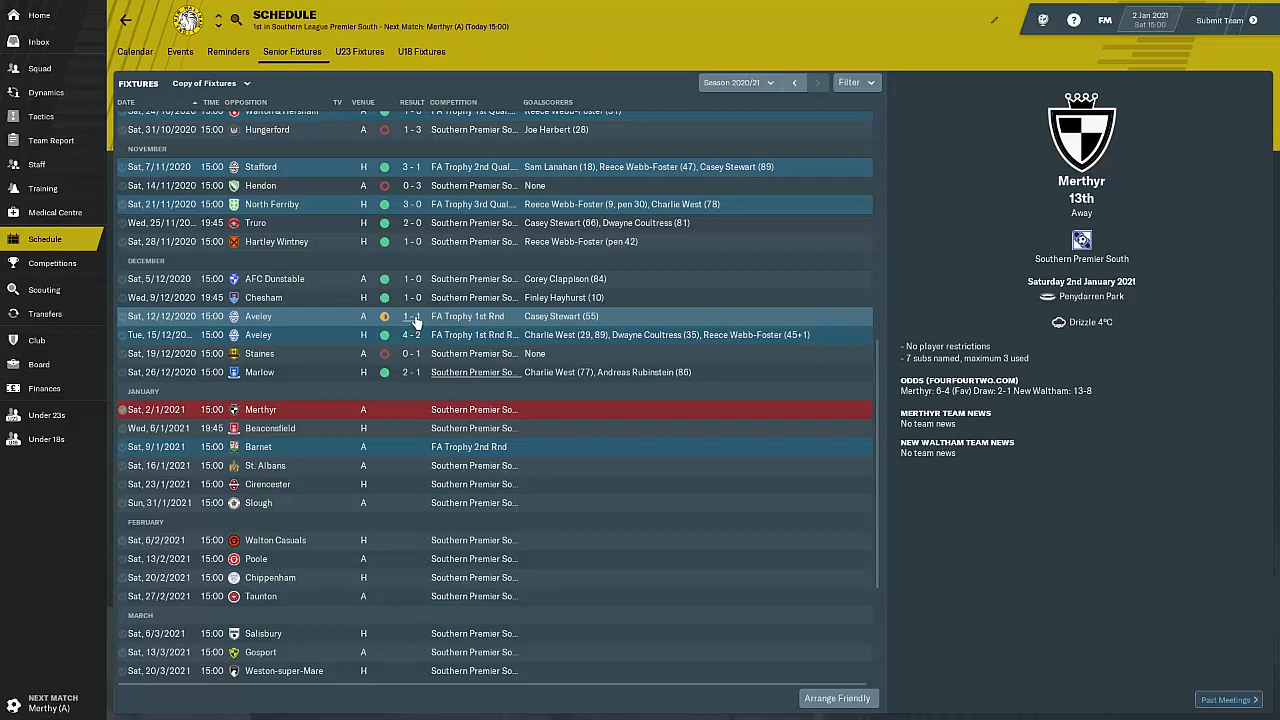 SCHEDULE
1st in Southern League Premier South - Next Match: Merthyr (A) (Today 15:00)
FM
2 Jan 2021
Sat 15:00
Submit Team
Home
Inbox
Squad
Dynamics
Tactics
Team Report
Staff
Training
Medical Centre
Schedule
Competitions
Scouting
Transfers
Club
Board
Finances
Under 23s
Under 18s
NEXT MATCH
Merthy (A)
Calendar Events Reminders Senior Fixtures U23 Fixtures U18 Fixtures
FIXTURES Copy of Fixtures Season 2020/21 Filter
DATE TIME OPPOSITION TV VENUE RESULT COMPETITION GOALSCORERS
Sat, 24/10/2020 15:00 Walton & Hersham A 1 - 0 FA Trophy 1st Qual...
Sat, 31/10/2020 15:00 Hungerford A 1 - 3 Southern Premier So... Joe Herbert (28)
NOVEMBER
Sat, 7/11/2020 15:00 Stafford H 3 - 1 FA Trophy 2nd Qual... Sam Lanahan (18), Reece Webb-Foster (47), Casey Stewart (89)
Sat, 14/11/2020 15:00 Hendon A 0 - 3 Southern Premier So... None
Sat, 21/11/2020 15:00 North Ferriby H 3 - 0 FA Trophy 3rd Qual... Reece Webb-Foster (9, pen 30), Charlie West (78)
Wed, 25/11/20... 19:45 Truro H 2 - 0 Southern Premier So... Casey Stewart (66), Dwayne Coultress (81)
Sat, 28/11/2020 15:00 Hartley Wintney H 1 - 0 Southern Premier So... Reece Webb-Foster (pen 42)
DECEMBER
Sat, 5/12/2020 15:00 AFC Dunstable A 1 - 0 Southern Premier So... Corey Clappison (84)
Wed, 9/12/2020 19:45 Chesham H 1 - 0 Southern Premier So... Finley Hayhurst (10)
Sat, 12/12/2020 15:00 Aveley A 1 - 1 FA Trophy 1st Rnd Casey Stewart (55)
Tue, 15/12/20... 15:00 Aveley H 4 - 2 FA Trophy 1st Rnd R... Charlie West (29, 89), Dwayne Coultress (35), Reece Webb-Foster (45+1)
Sat, 19/12/2020 15:00 Staines A 0 - 1 Southern Premier So... None
Sat, 26/12/2020 15:00 Marlow H 2 - 1 Southern Premier So... Charlie West (77), Andreas Rubinstein (86)
JANUARY
Sat, 2/1/2021 15:00 Merthyr A Southern Premier So...
Wed, 6/1/2021 19:45 Beaconsfield H Southern Premier So...
Sat, 9/1/2021 15:00 Barnet A FA Trophy 2nd Rnd
Sat, 16/1/2021 15:00 St. Albans A Southern Premier So...
Sat, 23/1/2021 15:00 Cirencester H Southern Premier So...
Sun, 31/1/2021 15:00 Slough A Southern Premier So...
FEBRUARY
Sat, 6/2/2021 15:00 Walton Casuals H Southern Premier So...
Sat, 13/2/2021 15:00 Poole A Southern Premier So...
Sat, 20/2/2021 15:00 Chippenham H Southern Premier So...
Sat, 27/2/2021 15:00 Taunton A Southern Premier So...
MARCH
Sat, 6/3/2021 15:00 Salisbury H Southern Premier So...
Sat, 13/3/2021 15:00 Gosport A Southern Premier So...
Sat, 20/3/2021 15:00 Weston-super-Mare H Southern Premier So...
Arrange Friendly
Merthyr
13th
Away
Southern Premier South
Saturday 2nd January 2021
Penydarren Park
Drizzle 4°C
- No player restrictions
- 7 subs named, maximum 3 used
ODDS (FOURFOURTWO.COM)
Merthyr: 6-4 (Fav) Draw: 2-1 New Waltham: 13-8
MERTHYR TEAM NEWS
No team news
NEW WALTHAM TEAM NEWS
No team news
Past Meetings